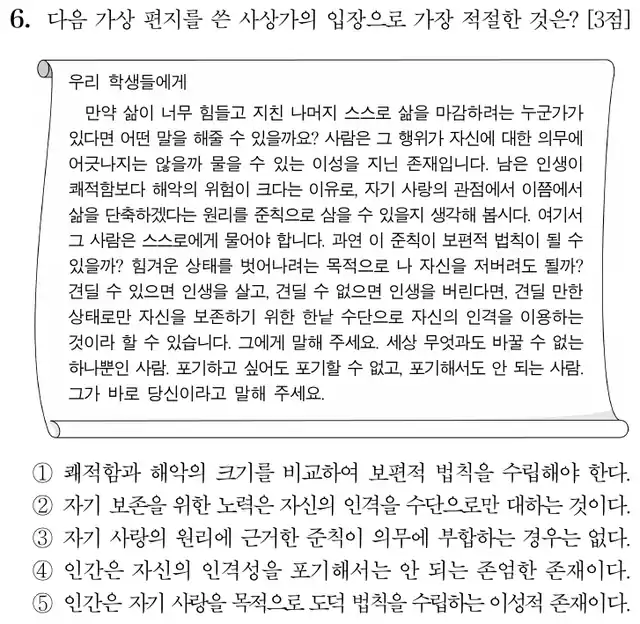 6. 다음 가상 편지를 쓴 사상가의 입장으로 가장 적절한 것은? [3점]
우리 학생들에게
만약 삶이 너무 힘들고 지친 나머지 스스로 삶을 마감하려는 누군가가
있다면 어떤 말을 해줄 수 있을까요? 사람은 그 행위가 자신에 대한 의무에
어긋나지는 않을까 물을 수 있는 이성을 지닌 존재입니다. 남은 인생이
쾌적함보다 해악의 위험이 크다는 이유로, 자기 사랑의 관점에서 이쯤에서
삶을 단축하겠다는 원리를 준칙으로 삼을 수 있을지 생각해 봅시다. 여기서
그 사람은 스스로에게 물어야 합니다. 과연 이 준칙이 보편적 법칙이 될 수
있을까? 힘겨운 상태를 벗어나려는 목적으로 나 자신을 저버려도 될까?
견딜 수 있으면 인생을 살고, 견딜 수 없으면 인생을 버린다면, 견딜 만한
상태로만 자신을 보존하기 위한 한낱 수단으로 자신의 인격을 이용하는
것이라 할 수 있습니다. 그에게 말해 주세요. 세상 무엇과도 바꿀 수 없는
하나뿐인 사람. 포기하고 싶어도 포기할 수 없고, 포기해서도 안 되는 사람.
그가 바로 당신이라고 말해 주세요.
① 쾌적함과 해악의 크기를 비교하여 보편적 법칙을 수립해야 한다.
② 자기 보존을 위한 노력은 자신의 인격을 수단으로만 대하는 것이다.
③ 자기 사랑의 원리에 근거한 준칙이 의무에 부합하는 경우는 없다.
④ 인간은 자신의 인격성을 포기해서는 안 되는 존엄한 존재이다.
⑤ 인간은 자기 사랑을 목적으로 도덕 법칙을 수립하는 이성적 존재이다.